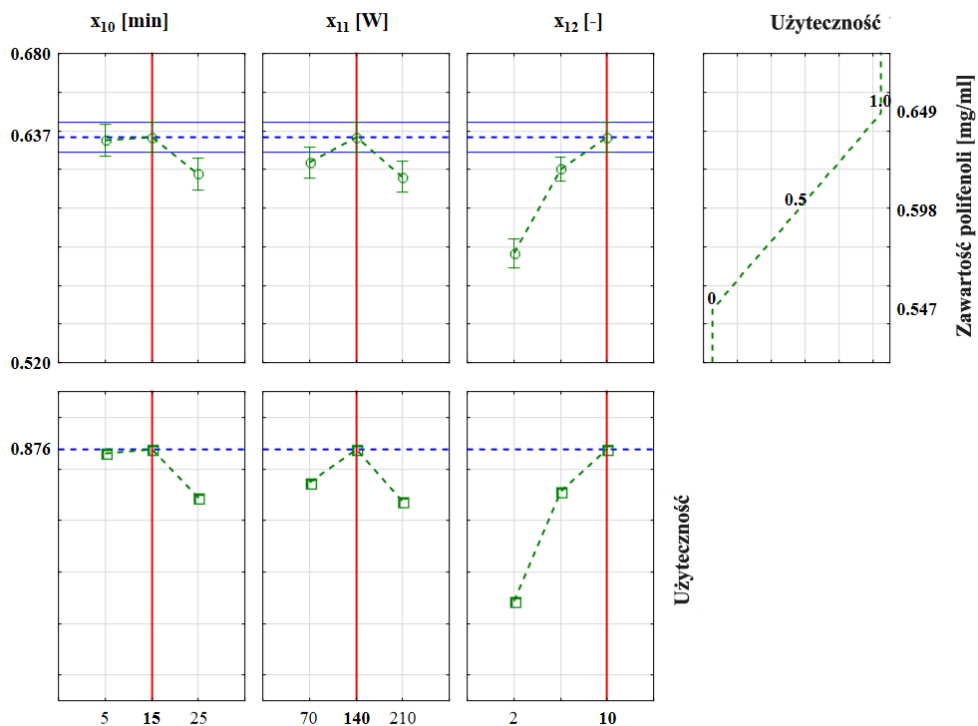 x₁₀ [min]
x₁₁ [W]
x₁₂ [-]
Użyteczność
0.680
0.637
0.520
1.0
0.5
0
0.649
0.598
0.547
Zawartość polifenoli [mg/ml]
0.876
Użyteczność
5 15 25
70 140 210
2 10